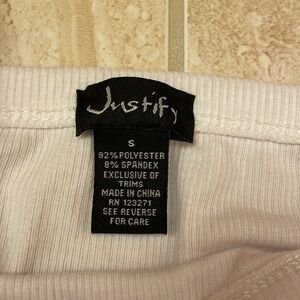 Justify
S
92% POLYESTER
8% SPANDEX
EXCLUSIVE OF
TRIMS
MADE IN CHINA
RN 123271
SEE REVERSE
FOR CARE